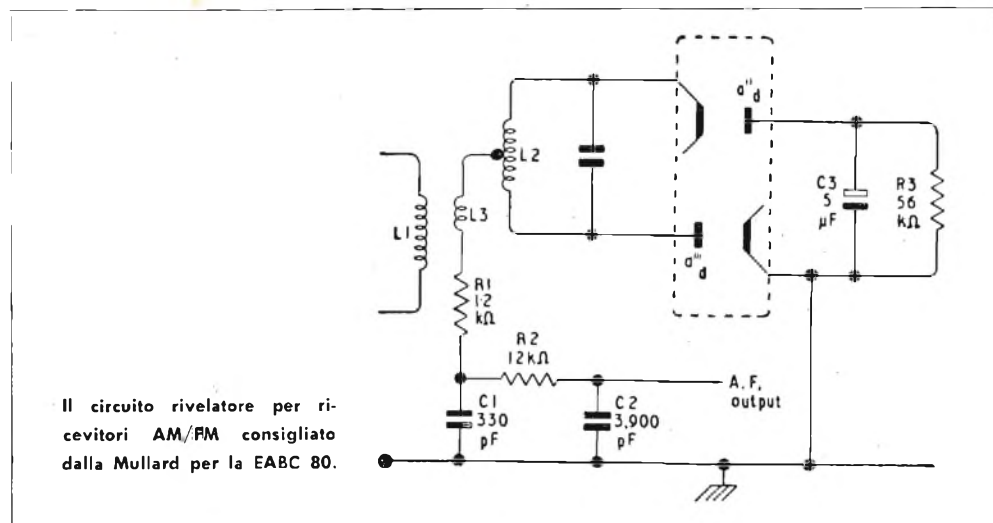 a"d
L2
C3
5
µF
R3
56
kΩ
L3
L1
a'''d
R1
1·2
kΩ
R2
12kΩ
A.F.
output
C1
330
pF
C2
3,900
pF
Il circuito rivelatore per ri-
cevitori AM/FM consigliato
dalla Mullard per la EABC 80.